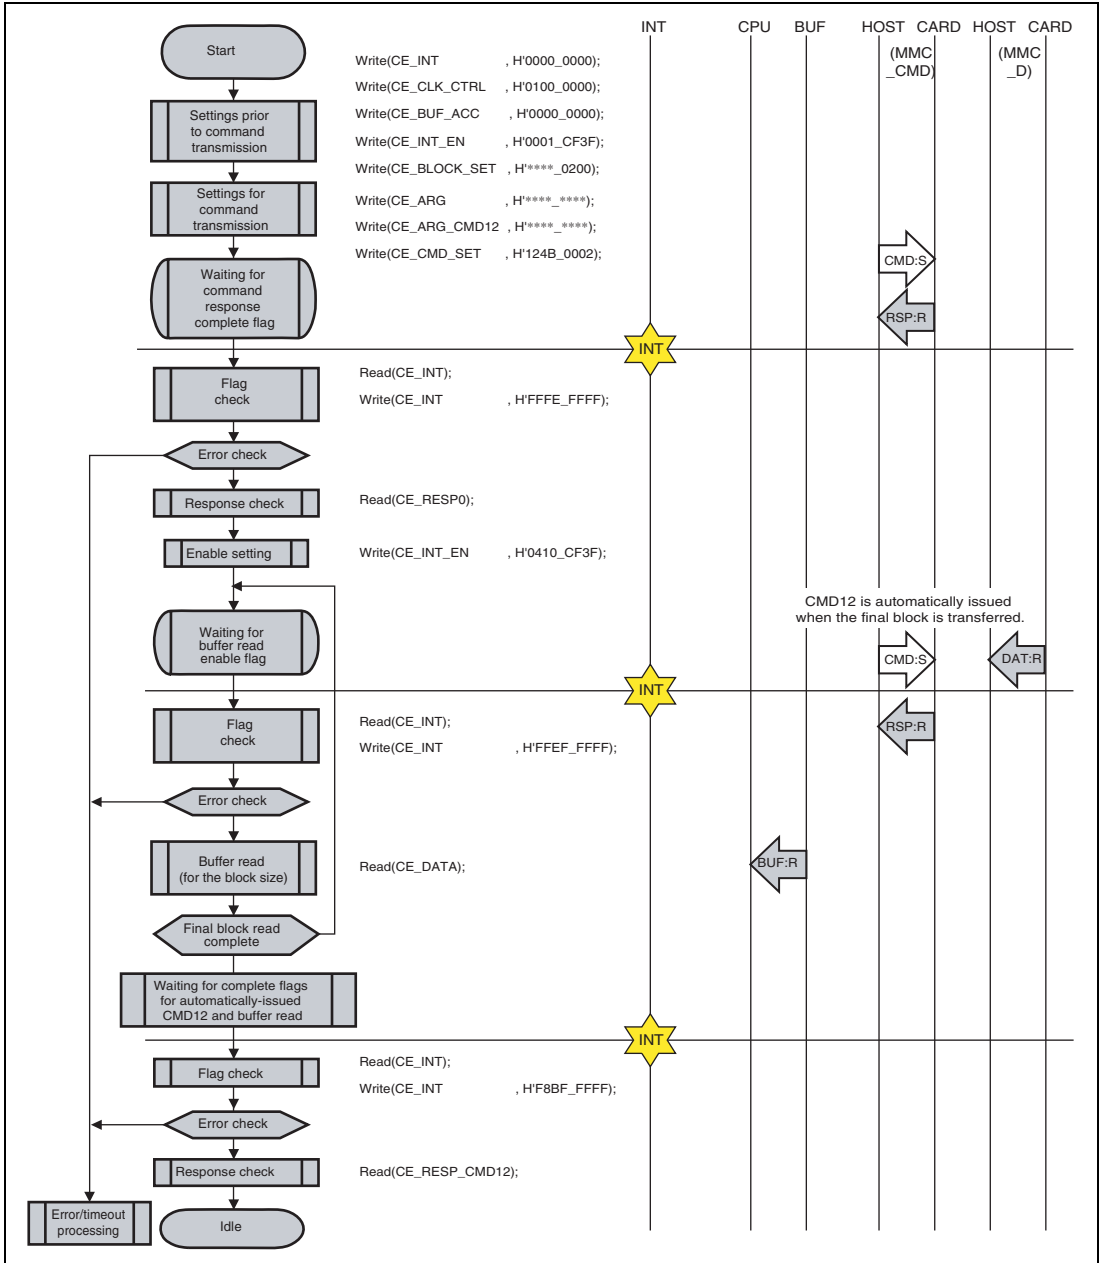 INT CPU BUF HOST CARD HOST CARD
(MMC _CMD) (MMC _D)
Start
Write(CE_INT , H'0000_0000);
Write(CE_CLK_CTRL , H'0100_0000);
Settings prior
to command
transmission
Write(CE_BUF_ACC , H'0000_0000);
Write(CE_INT_EN , H'0001_CF3F);
Write(CE_BLOCK_SET , H'****_0200);
Settings for
command
transmission
Write(CE_ARG , H'****_****);
Write(CE_ARG_CMD12 , H'****_****);
Write(CE_CMD_SET , H'124B_0002);
CMD:S
Waiting for
command
response
complete flag
RSP:R
INT
Flag
check
Read(CE_INT);
Write(CE_INT , H'FFFE_FFFF);
Error check
Response check
Read(CE_RESP0);
Enable setting
Write(CE_INT_EN , H'0410_CF3F);
CMD12 is automatically issued
when the final block is transferred.
Waiting for
buffer read
enable flag
CMD:S
DAT:R
INT
Flag
check
Read(CE_INT);
Write(CE_INT , H'FFEF_FFFF);
RSP:R
Error check
Buffer read
(for the block size)
Read(CE_DATA);
BUF:R
Final block read
complete
Waiting for complete flags
for automatically-issued
CMD12 and buffer read
INT
Flag check
Read(CE_INT);
Write(CE_INT , H'F8BF_FFFF);
Error check
Response check
Read(CE_RESP_CMD12);
Error/timeout
processing
Idle